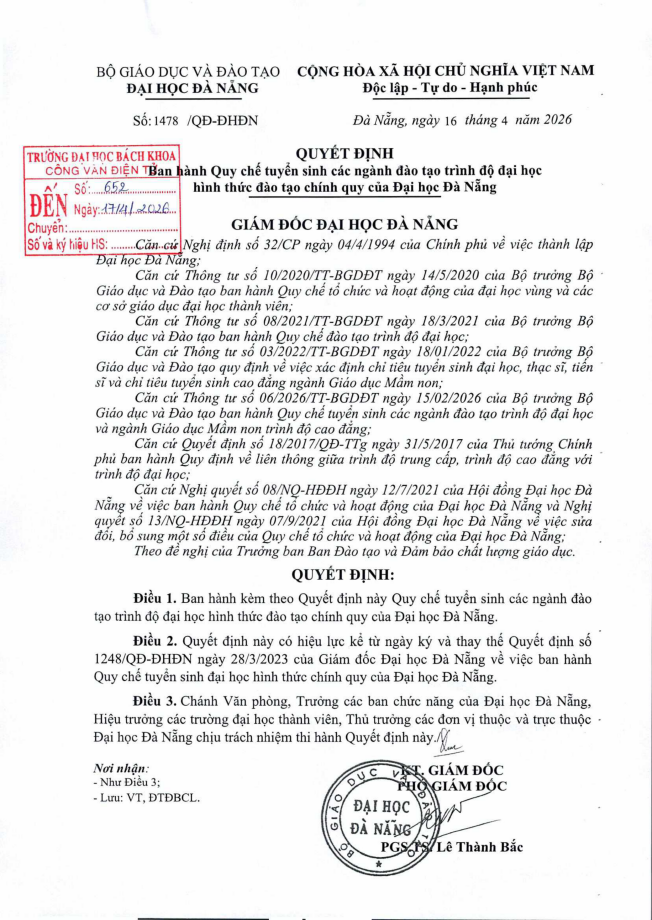 BỘ GIÁO DỤC VÀ ĐÀO TẠO
ĐẠI HỌC ĐÀ NẴNG
CỘNG HÒA XÃ HỘI CHỦ NGHĨA VIỆT NAM
Độc lập - Tự do - Hạnh phúc
Số: 1478 /QĐ-ĐHĐN
Đà Nẵng, ngày 16 tháng 4 năm 2026
TRƯỜNG ĐẠI HỌC BÁCH KHOA
CÔNG VĂN ĐIỆN TỬ
ĐẾN
Số: 652
Ngày: 17/4/2026
Chuyển:
Số và ký hiệu HS:
QUYẾT ĐỊNH
Ban hành Quy chế tuyển sinh các ngành đào tạo trình độ đại học
hình thức đào tạo chính quy của Đại học Đà Nẵng
GIÁM ĐỐC ĐẠI HỌC ĐÀ NẴNG
Căn cứ Nghị định số 32/CP ngày 04/4/1994 của Chính phủ về việc thành lập
Đại học Đà Nẵng;
Căn cứ Thông tư số 10/2020/TT-BGDĐT ngày 14/5/2020 của Bộ trưởng Bộ
Giáo dục và Đào tạo ban hành Quy chế tổ chức và hoạt động của đại học vùng và các
cơ sở giáo dục đại học thành viên;
Căn cứ Thông tư số 08/2021/TT-BGDĐT ngày 18/3/2021 của Bộ trưởng Bộ
Giáo dục và Đào tạo ban hành Quy chế đào tạo trình độ đại học;
Căn cứ Thông tư số 03/2022/TT-BGDĐT ngày 18/01/2022 của Bộ trưởng Bộ
Giáo dục và Đào tạo quy định về việc xác định chỉ tiêu tuyển sinh đại học, thạc sĩ, tiến
sĩ và chỉ tiêu tuyển sinh cao đẳng ngành Giáo dục Mầm non;
Căn cứ Thông tư số 06/2026/TT-BGDĐT ngày 15/02/2026 của Bộ trưởng Bộ
Giáo dục và Đào tạo ban hành Quy chế tuyển sinh các ngành đào tạo trình độ đại học
và ngành Giáo dục Mầm non trình độ cao đẳng;
Căn cứ Quyết định số 18/2017/QĐ-TTg ngày 31/5/2017 của Thủ tướng Chính
phủ ban hành Quy định về liên thông giữa trình độ trung cấp, trình độ cao đẳng với
trình độ đại học;
Căn cứ Nghị quyết số 08/NQ-HĐĐH ngày 12/7/2021 của Hội đồng Đại học Đà
Nẵng về việc ban hành Quy chế tổ chức và hoạt động của Đại học Đà Nẵng và Nghị
quyết số 13/NQ-HĐĐH ngày 07/9/2021 của Hội đồng Đại học Đà Nẵng về việc sửa
đổi, bổ sung một số điều của Quy chế tổ chức và hoạt động của Đại học Đà Nẵng;
Theo đề nghị của Trưởng ban Ban Đào tạo và Đảm bảo chất lượng giáo dục.
QUYẾT ĐỊNH:
Điều 1. Ban hành kèm theo Quyết định này Quy chế tuyển sinh các ngành đào
tạo trình độ đại học hình thức đào tạo chính quy của Đại học Đà Nẵng.
Điều 2. Quyết định này có hiệu lực kể từ ngày ký và thay thế Quyết định số
1248/QĐ-ĐHĐN ngày 28/3/2023 của Giám đốc Đại học Đà Nẵng về việc ban hành
Quy chế tuyển sinh đại học hình thức chính quy của Đại học Đà Nẵng.
Điều 3. Chánh Văn phòng, Trưởng các ban chức năng của Đại học Đà Nẵng,
Hiệu trưởng các trường đại học thành viên, Thủ trưởng các đơn vị thuộc và trực thuộc
Đại học Đà Nẵng chịu trách nhiệm thi hành Quyết định này./.
Nơi nhận:
- Như Điều 3;
- Lưu: VT, ĐTĐBCL.
KT. GIÁM ĐỐC
PHÓ GIÁM ĐỐC
BỘ GIÁO DỤC VÀ ĐÀO TẠO
ĐẠI HỌC
ĐÀ NẴNG
PGS.TS. Lê Thành Bắc